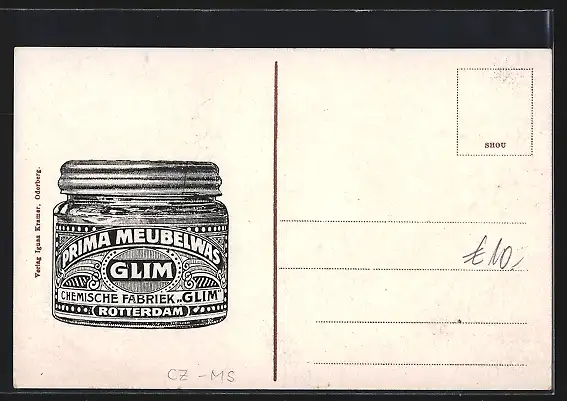 Verlag Ignaz Kramer, Oderberg.
PRIMA MEUBELWAS
GLIM
CHEMISCHE FABRIEK „GLIM"
ROTTERDAM
CZ - MS
SHOU
€ 10,